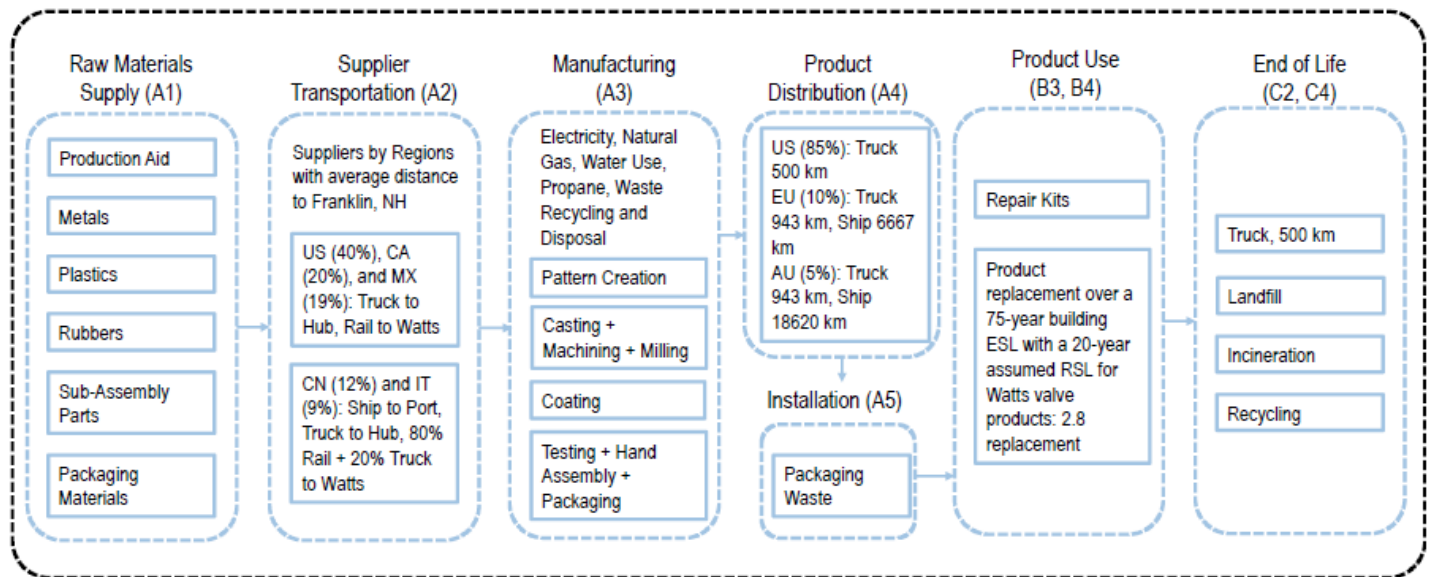 Raw Materials
Supply (A1)
Production Aid
Metals
Plastics
Rubbers
Sub-Assembly
Parts
Packaging
Materials
Supplier
Transportation (A2)
Suppliers by Regions
with average distance
to Franklin, NH
US (40%), CA
(20%), and MX
(19%): Truck to
Hub, Rail to Watts
CN (12%) and IT
(9%): Ship to Port,
Truck to Hub, 80%
Rail + 20% Truck
to Watts
Manufacturing
(A3)
Electricity, Natural
Gas, Water Use,
Propane, Waste
Recycling and
Disposal
Pattern Creation
Casting +
Machining + Milling
Coating
Testing + Hand
Assembly +
Packaging
Product
Distribution (A4)
US (85%): Truck
500 km
EU (10%): Truck
943 km, Ship 6667
km
AU (5%): Truck
943 km, Ship
18620 km
Installation (A5)
Packaging
Waste
Product Use
(B3, B4)
Repair Kits
Product
replacement over a
75-year building
ESL with a 20-year
assumed RSL for
Watts valve
products: 2.8
replacement
End of Life
(C2, C4)
Truck, 500 km
Landfill
Incineration
Recycling